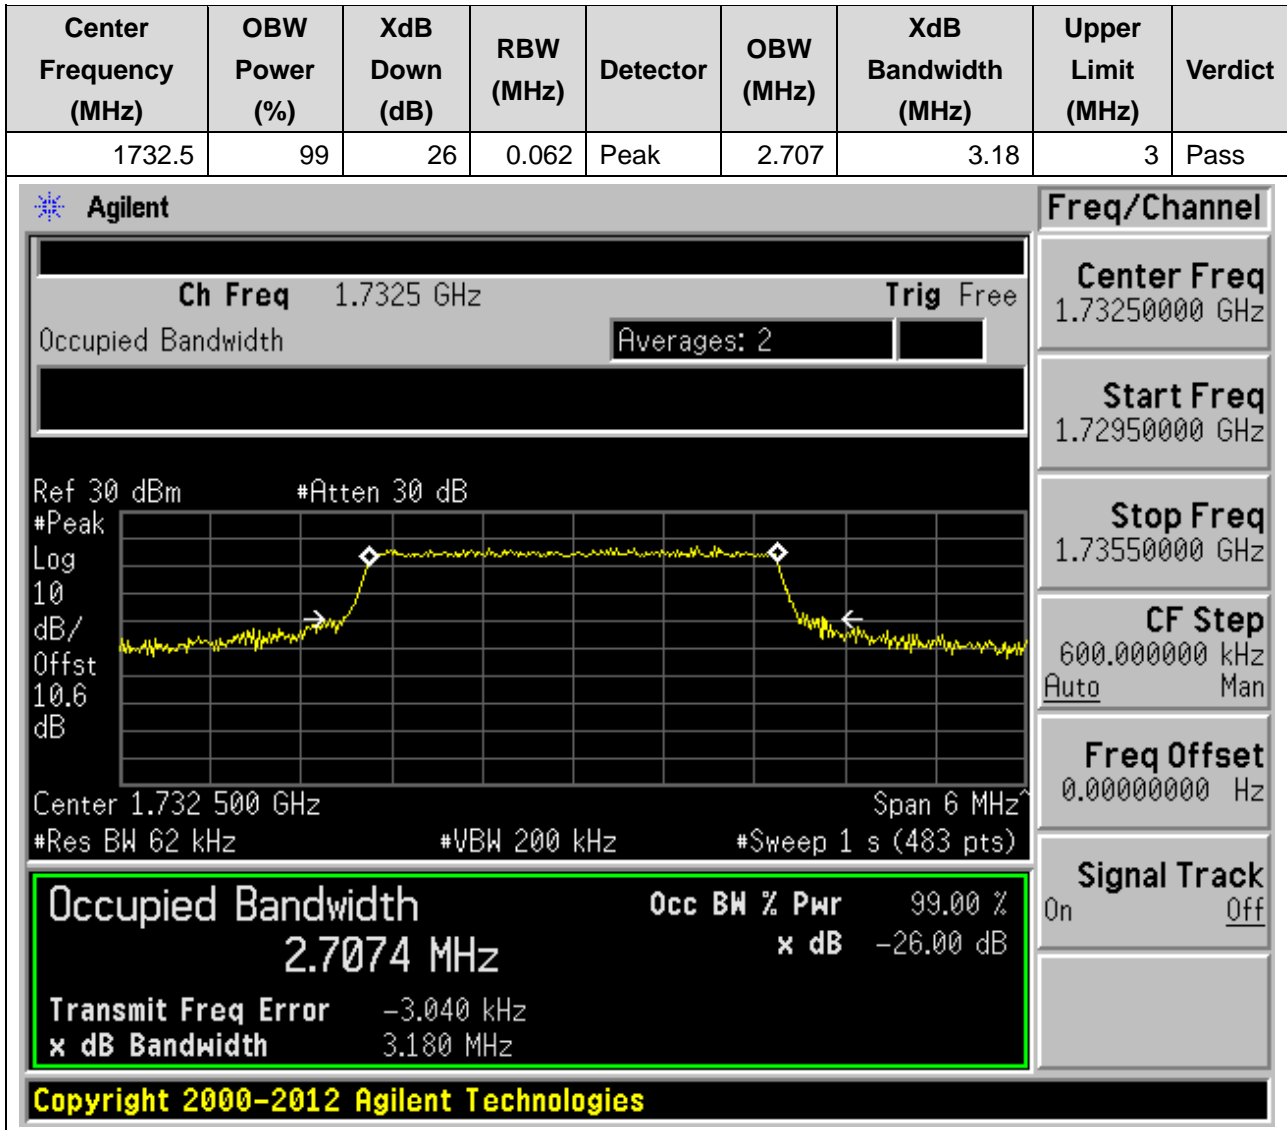 Center Frequency (MHz) OBW Power (%) XdB Down (dB) RBW (MHz) Detector OBW (MHz) XdB Bandwidth (MHz) Upper Limit (MHz) Verdict
1732.5 99 26 0.062 Peak 2.707 3.18 3 Pass
Agilent
Freq/Channel
Ch Freq 1.7325 GHz Trig Free
Occupied Bandwidth Averages: 2
Center Freq
1.73250000 GHz
Start Freq
1.72950000 GHz
Stop Freq
1.73550000 GHz
CF Step
600.000000 kHz
Auto Man
Freq Offset
0.00000000 Hz
Signal Track
On Off
Ref 30 dBm #Atten 30 dB
#Peak
Log
10
dB/
Offst
10.6
dB
Center 1.732 500 GHz Span 6 MHz^
#Res BW 62 kHz #VBW 200 kHz #Sweep 1 s (483 pts)
Occupied Bandwidth Occ BW % Pwr 99.00 %
2.7074 MHz x dB -26.00 dB
Transmit Freq Error -3.040 kHz
x dB Bandwidth 3.180 MHz
Copyright 2000-2012 Agilent Technologies